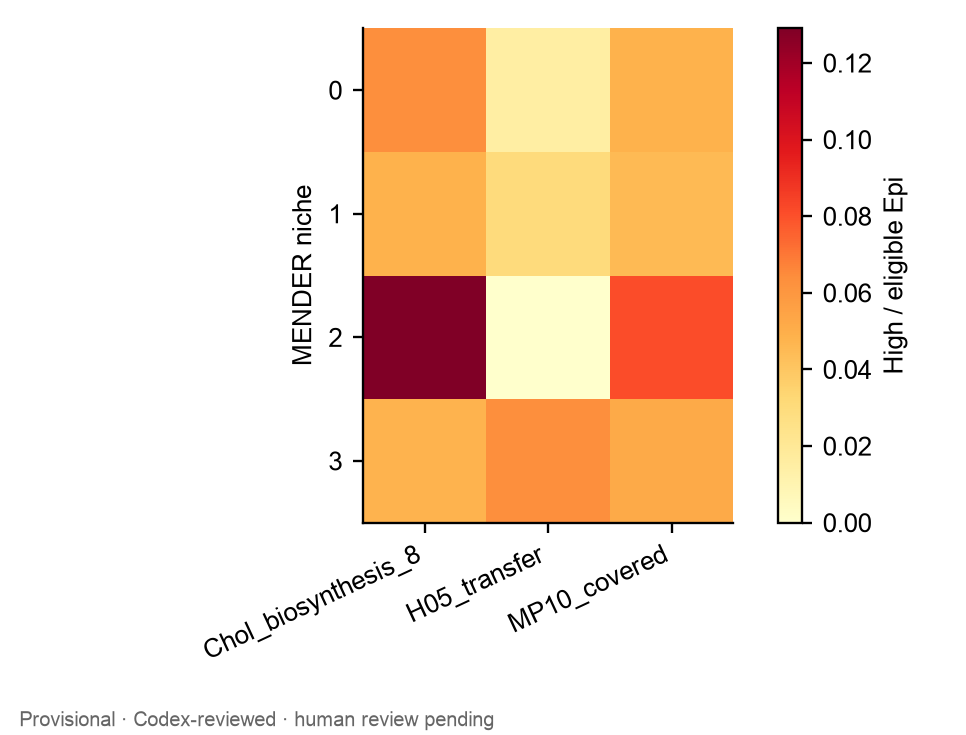 0
1
2
3
MENDER niche
Chol_biosynthesis_8
H05_transfer
MP10_covered
0.12
0.10
0.08
0.06
0.04
0.02
0.00
High / eligible Epi
Provisional · Codex-reviewed · human review pending